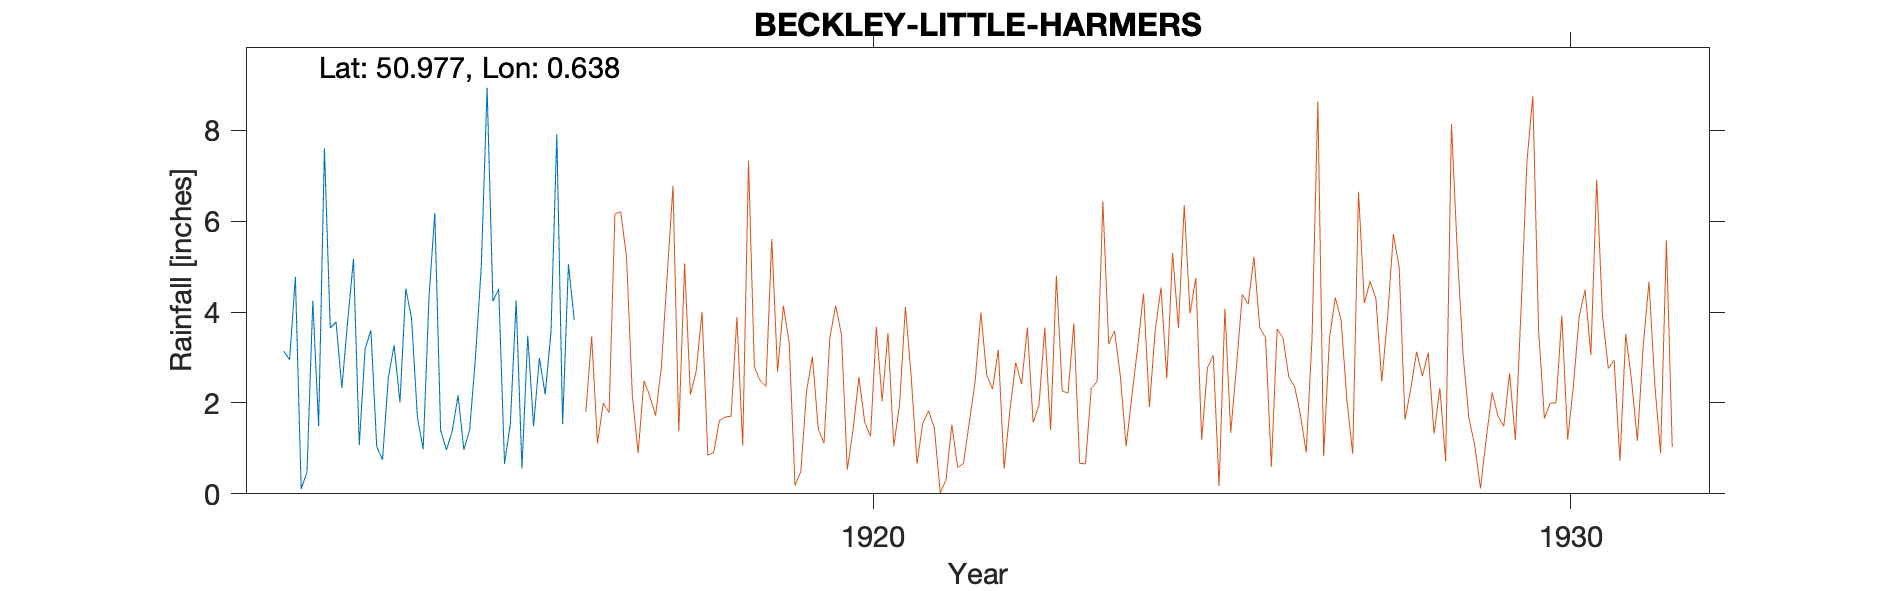 BECKLEY-LITTLE-HARMERS
Lat: 50.977, Lon: 0.638
8
6
4
2
0
Rainfall [inches]
1920
1930
Year